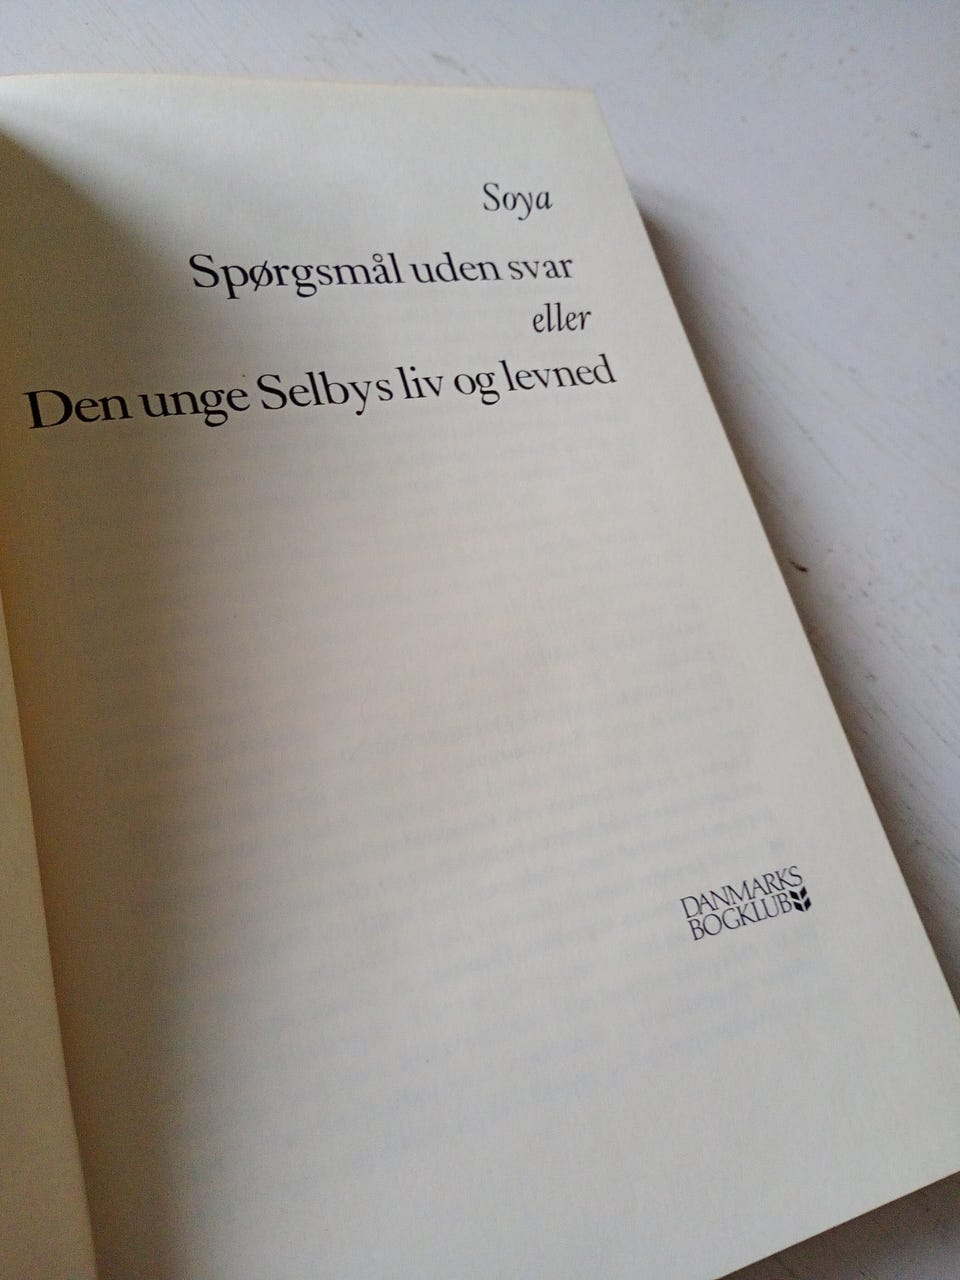 Soya
Spørgsmål uden svar
eller
Den unge Selbys liv og levned
DANMARKS
BOGKLUB